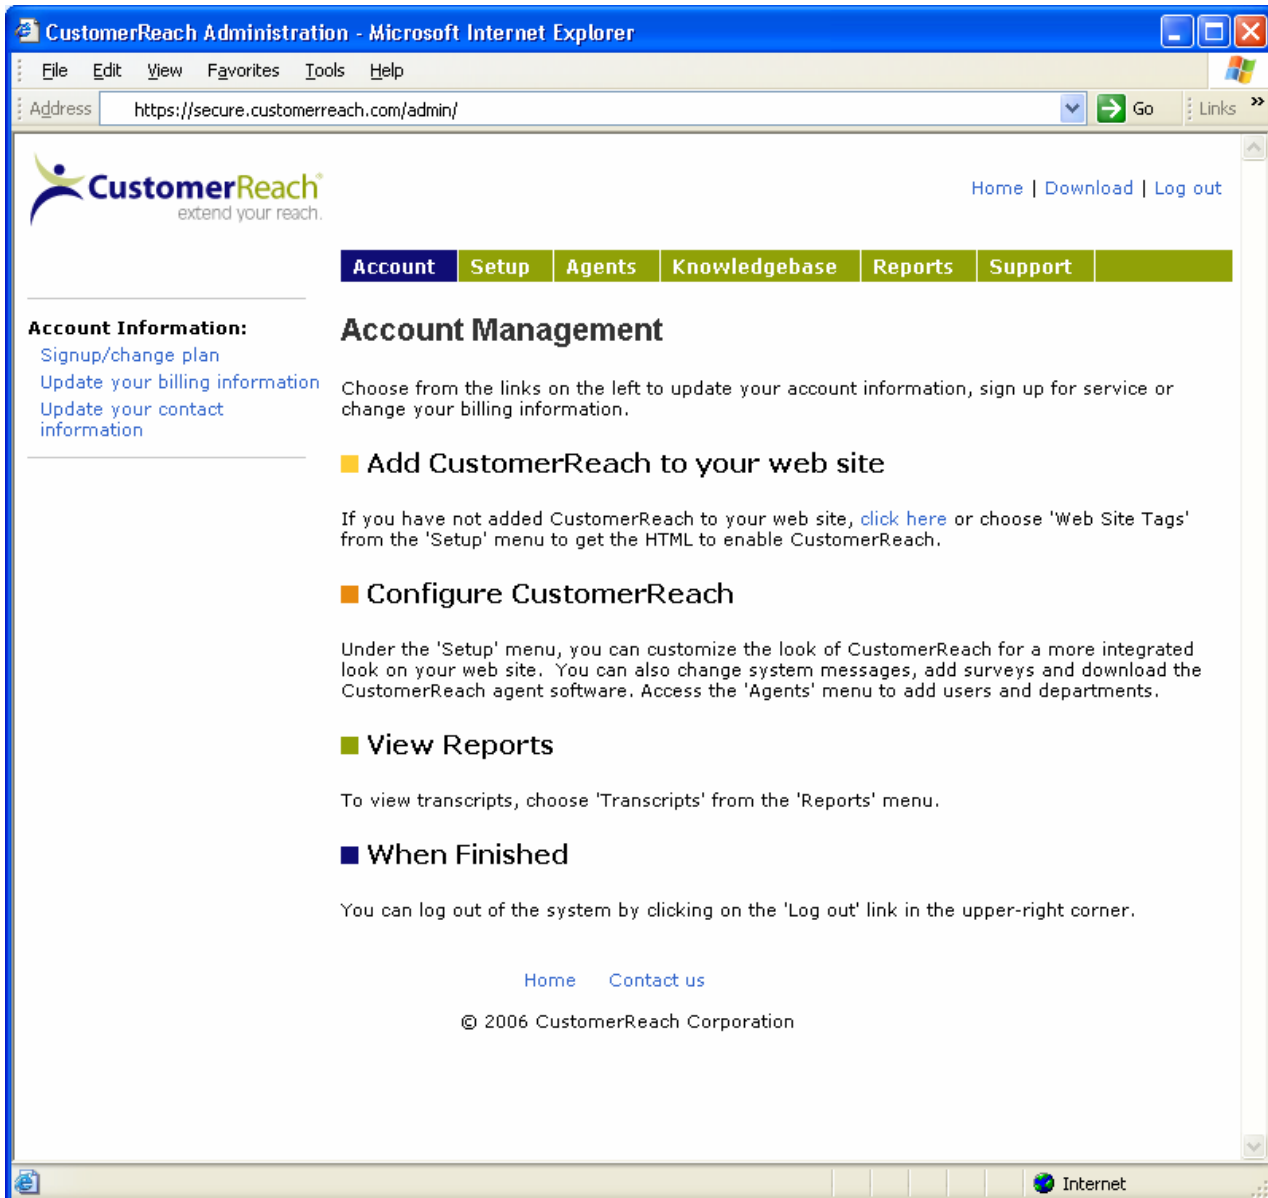 CustomerReach Administration - Microsoft Internet Explorer
File Edit View Favorites Tools Help
Address https://secure.customerreach.com/admin/ Go Links »
CustomerReach®
extend your reach.
Home | Download | Log out
Account Setup Agents Knowledgebase Reports Support
Account Information:
Signup/change plan
Update your billing information
Update your contact
information
Account Management
Choose from the links on the left to update your account information, sign up for service or
change your billing information.
Add CustomerReach to your web site
If you have not added CustomerReach to your web site, click here or choose 'Web Site Tags'
from the 'Setup' menu to get the HTML to enable CustomerReach.
Configure CustomerReach
Under the 'Setup' menu, you can customize the look of CustomerReach for a more integrated
look on your web site. You can also change system messages, add surveys and download the
CustomerReach agent software. Access the 'Agents' menu to add users and departments.
View Reports
To view transcripts, choose 'Transcripts' from the 'Reports' menu.
When Finished
You can log out of the system by clicking on the 'Log out' link in the upper-right corner.
Home Contact us
© 2006 CustomerReach Corporation
Internet